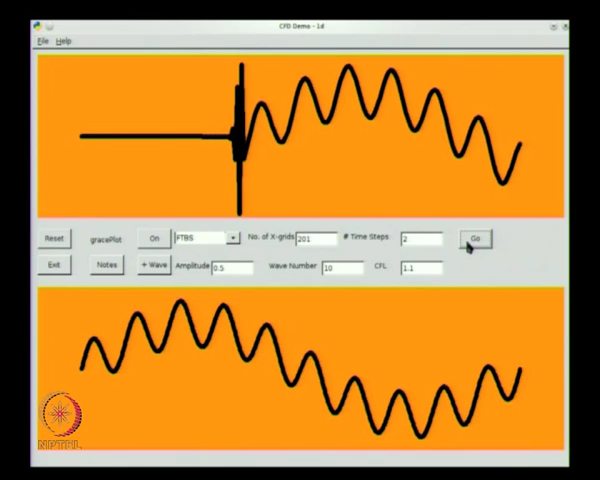 CFD Demo - 1d
File Help
Reset gracePlot On FTBS No. of X-grids 201 # Time Steps 2 Go
Exit Notes + Wave Amplitude 0.5 Wave Number 10 CFL 1.1
NPTEL